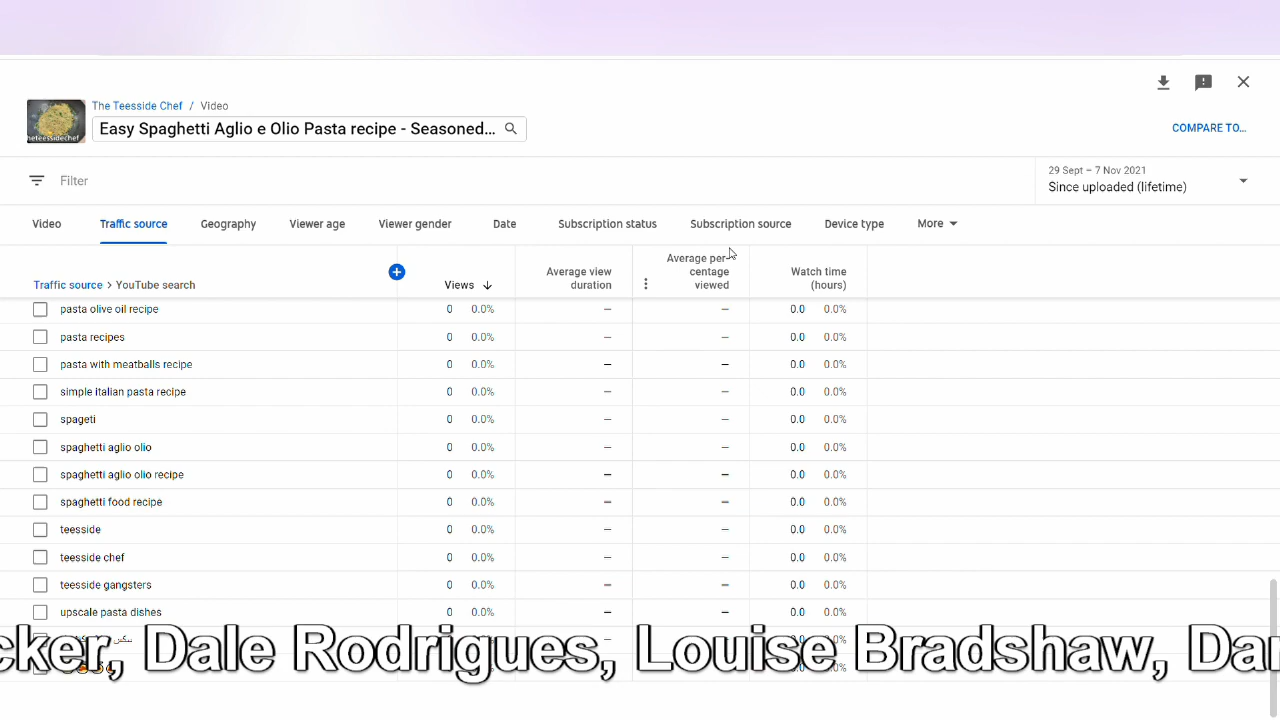 The Teesside Chef / Video
Easy Spaghetti Aglio e Olio Pasta recipe - Seasoned...
COMPARE TO...
Filter
29 Sept – 7 Nov 2021
Since uploaded (lifetime)
Video Traffic source Geography Viewer age Viewer gender Date Subscription status Subscription source Device type More
Traffic source > YouTube search
Views
Average view
duration
Average per-
centage
viewed
Watch time
(hours)
pasta olive oil recipe 0 0.0% – – 0.0 0.0%
pasta recipes 0 0.0% – – 0.0 0.0%
pasta with meatballs recipe 0 0.0% – – 0.0 0.0%
simple italian pasta recipe 0 0.0% – – 0.0 0.0%
spageti 0 0.0% – – 0.0 0.0%
spaghetti aglio olio 0 0.0% – – 0.0 0.0%
spaghetti aglio olio recipe 0 0.0% – – 0.0 0.0%
spaghetti food recipe 0 0.0% – – 0.0 0.0%
teesside 0 0.0% – – 0.0 0.0%
teesside chef 0 0.0% – – 0.0 0.0%
teesside gangsters 0 0.0% – – 0.0 0.0%
upscale pasta dishes 0 0.0% – – 0.0 0.0%
cker, Dale Rodrigues, Louise Bradshaw, Dar